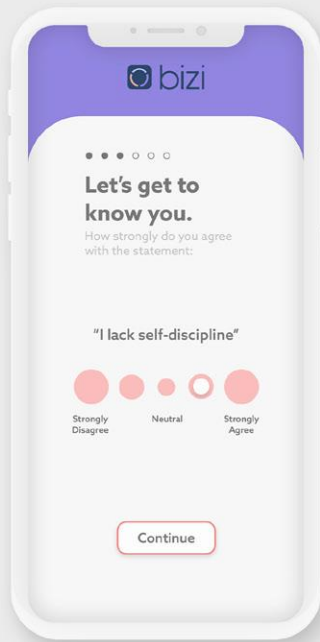 bizi
Let's get to
know you.
How strongly do you agree
with the statement:
"I lack self-discipline"
Strongly
Disagree
Neutral
Strongly
Agree
Continue